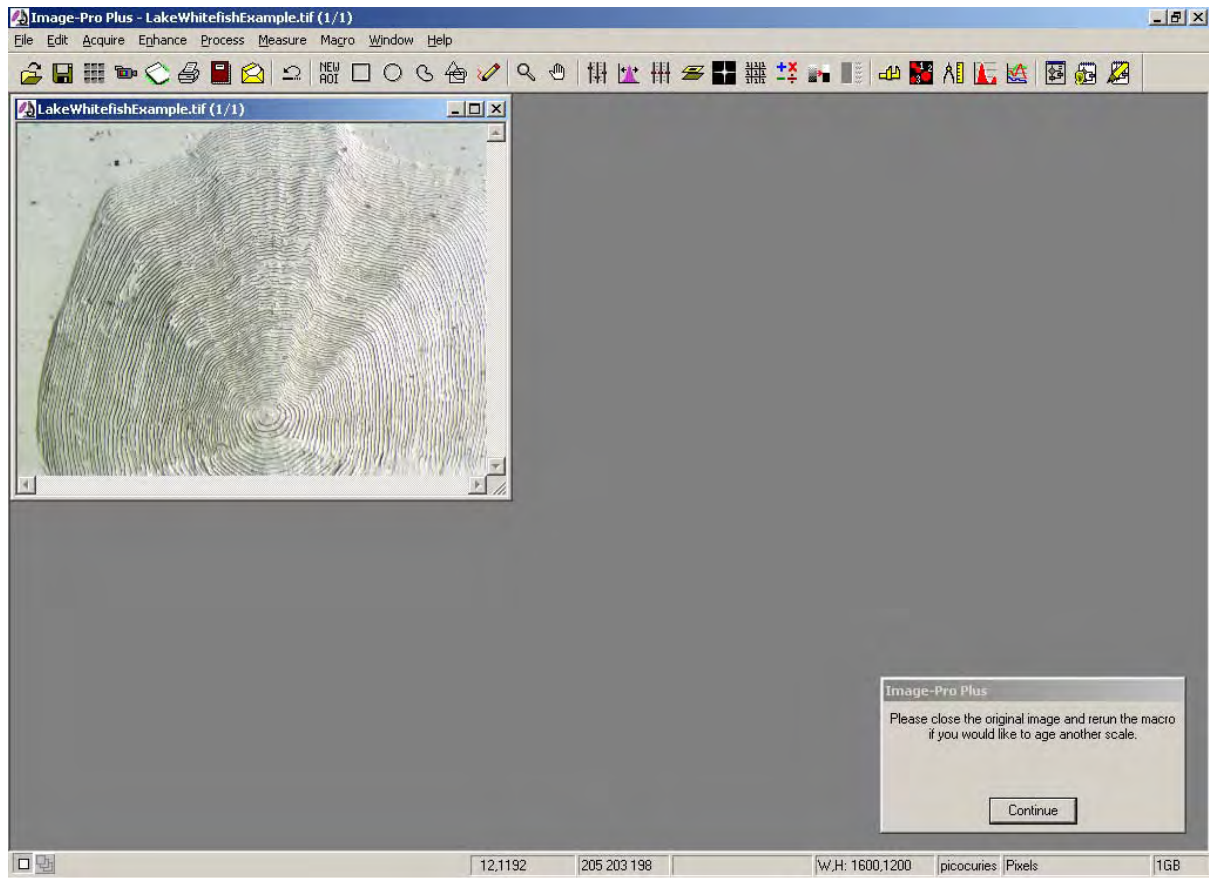 Image-Pro Plus - LakeWhitefishExample.tif (1/1)
File Edit Acquire Enhance Process Measure Macro Window Help
NEW
AOI
LakeWhitefishExample.tif (1/1)
Image-Pro Plus
Please close the original image and rerun the macro
if you would like to age another scale.
Continue
12,1192 205 203 198 W,H: 1600,1200 picocuries Pixels 1GB